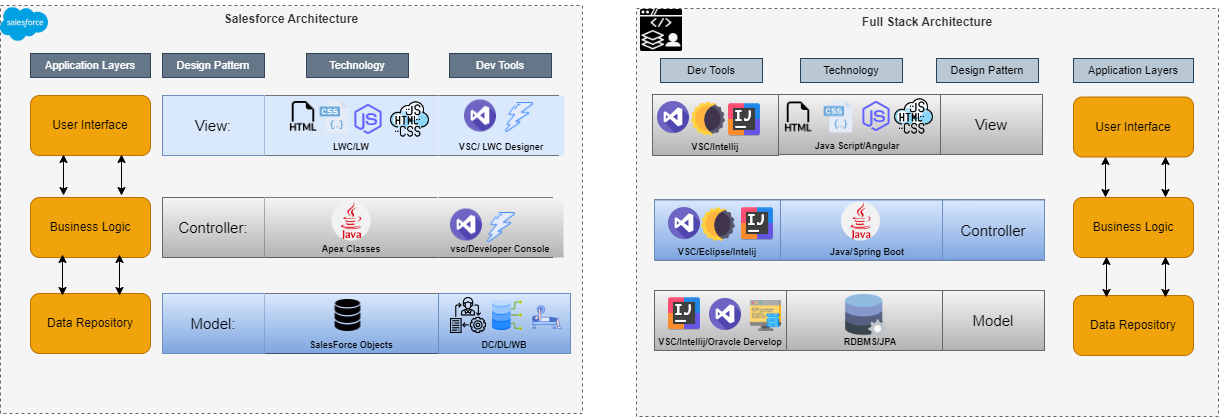 salesforce
Salesforce Architecture
Application Layers
Design Pattern
Technology
Dev Tools
User Interface
View:
HTML
CSS
{..}
JS
JS
HTML
CSS
LWC/LW
VSC/ LWC Designer
Business Logic
Controller:
Java
Apex Classes
vsc/Developer Console
Data Repository
Model:
SalesForce Objects
DC/DL/WB
</>
Full Stack Architecture
Dev Tools
Technology
Design Pattern
Application Layers
IJ
VSC/Intellij
HTML
CSS
{..}
JS
JS
HTML
CSS
Java Script/Angular
View
User Interface
IJ
VSC/Eclipse/Intelij
Java
Java/Spring Boot
Controller
Business Logic
IJ
VSC/Intellij/Oravcle Dervelop
RDBMS/JPA
Model
Data Repository